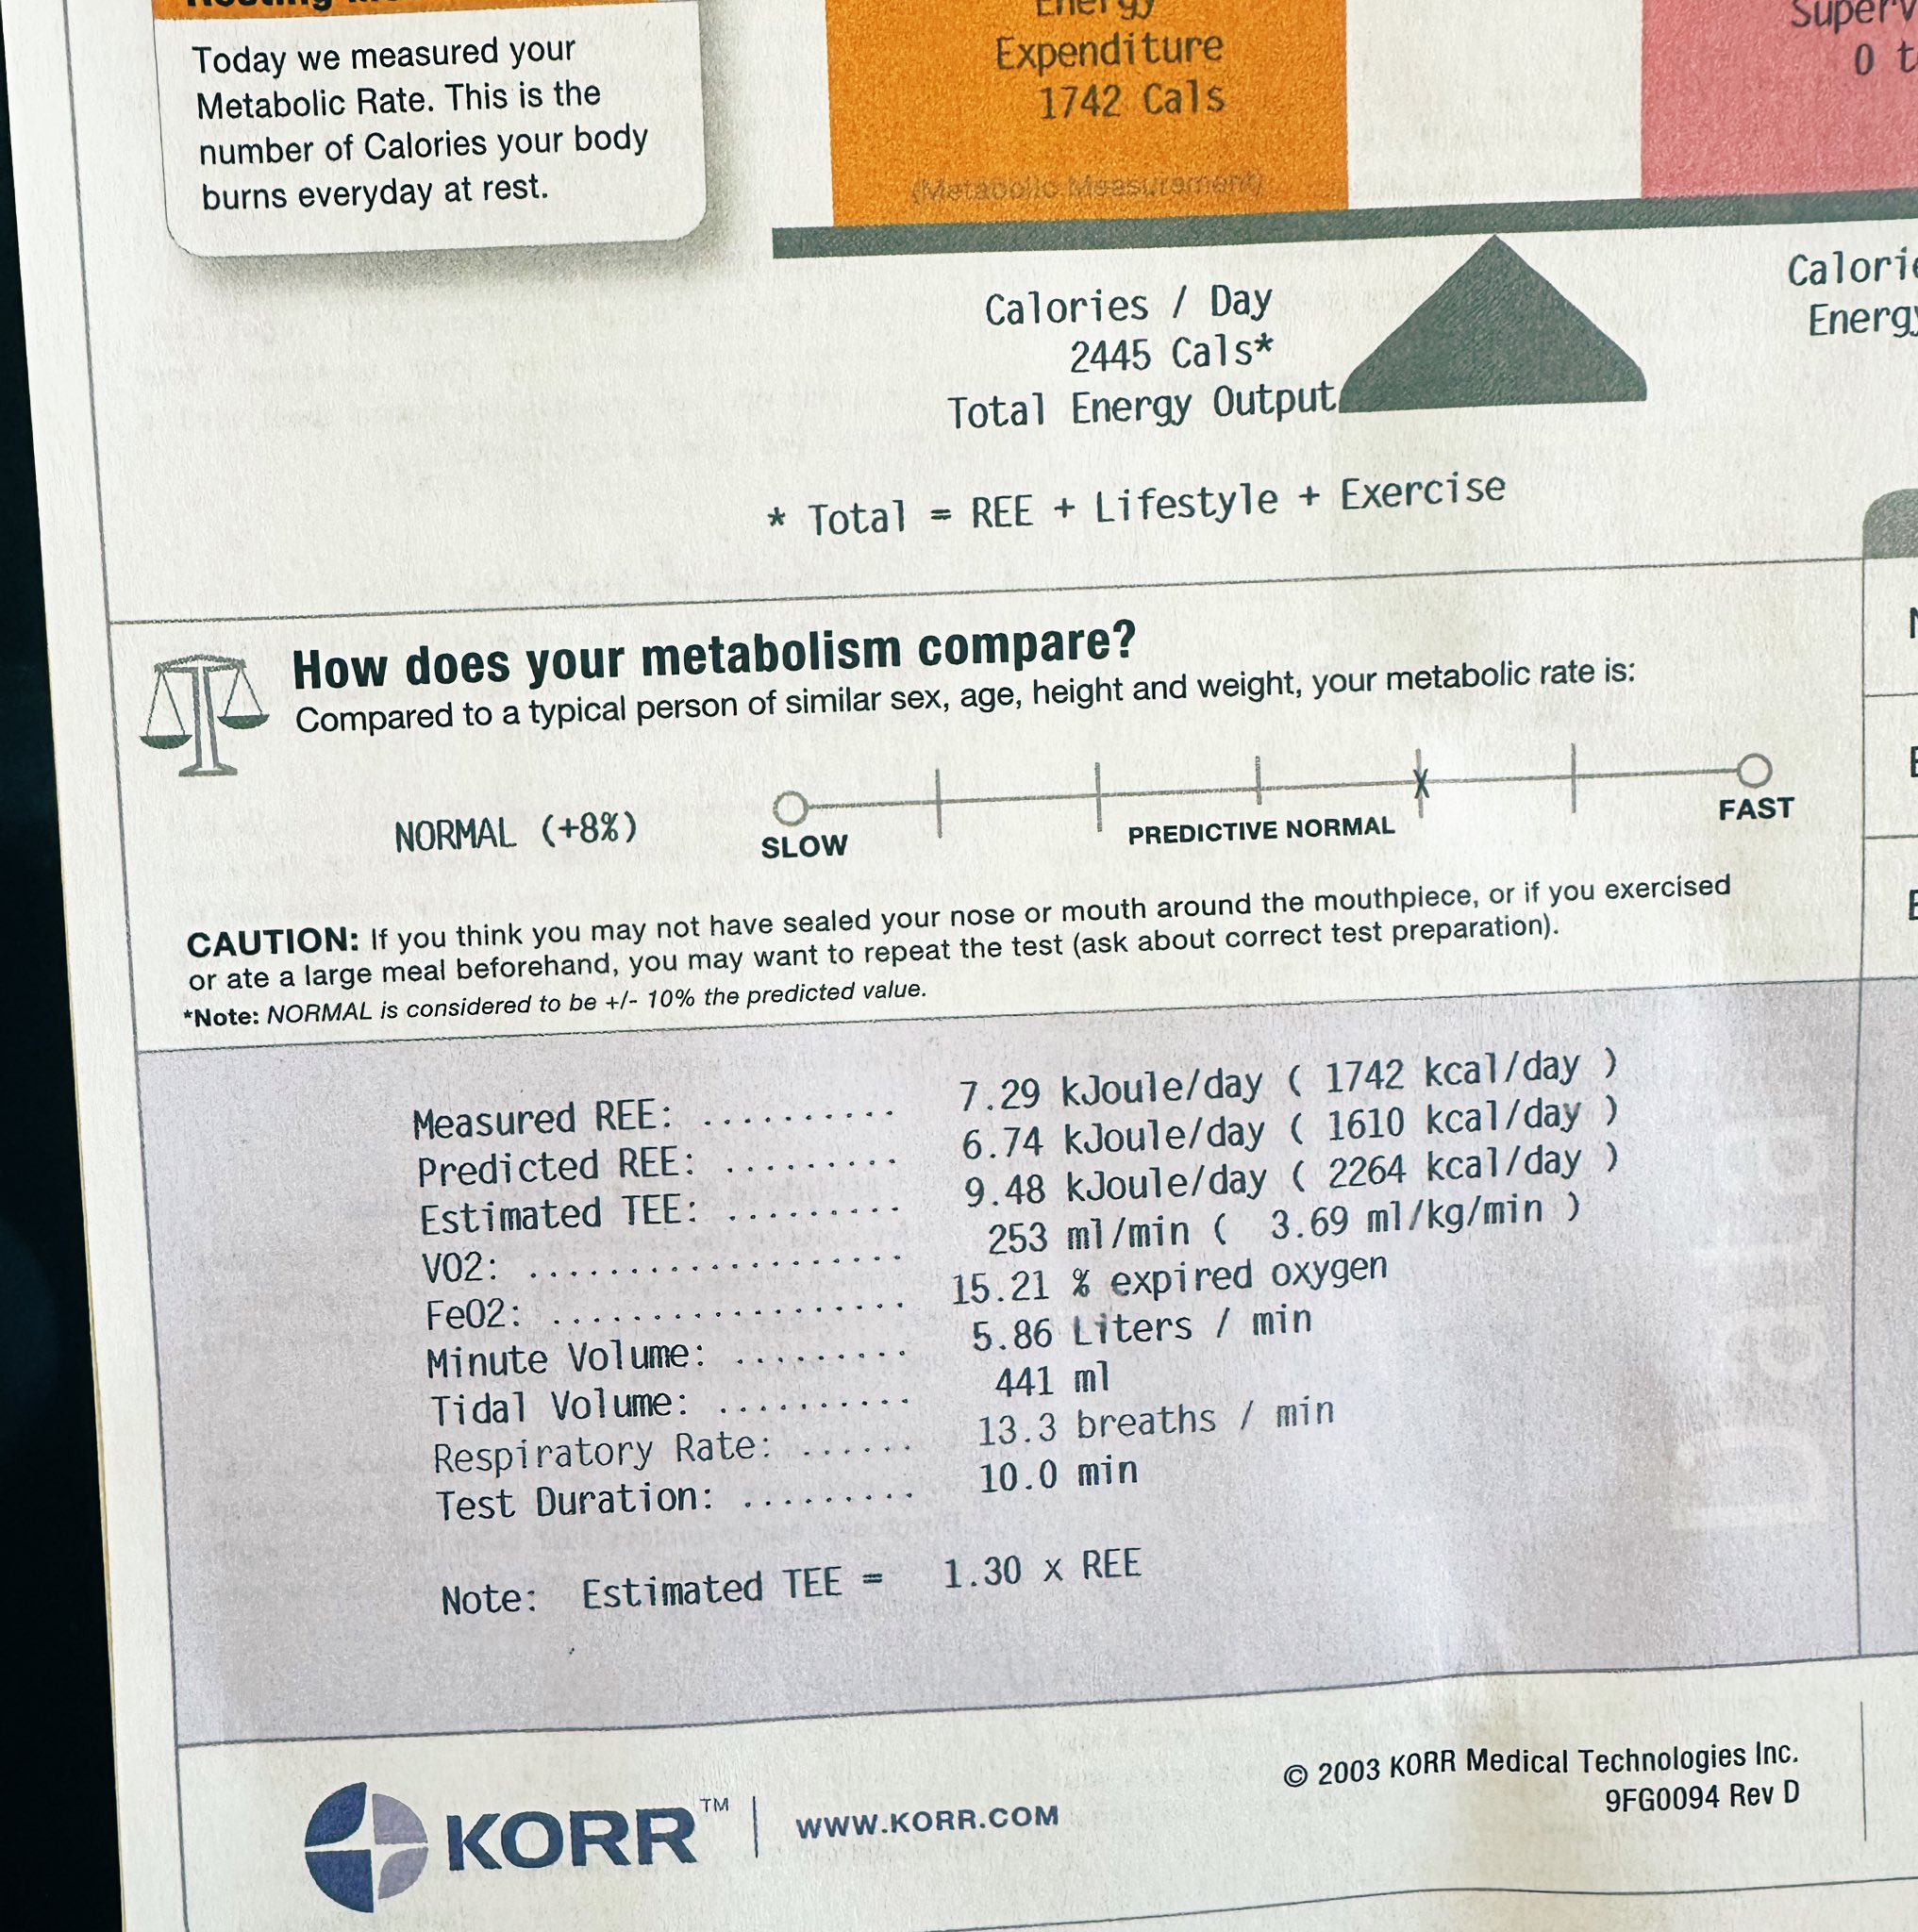 Today we measured your
Metabolic Rate. This is the
number of Calories your body
burns everyday at rest.
Energy
Expenditure
1742 Cals
(Metabolic Measurement)
0
Calories / Day
2445 Cals*
Total Energy Output
* Total = REE + Lifestyle + Exercise
How does your metabolism compare?
Compared to a typical person of similar sex, age, height and weight, your metabolic rate is:
NORMAL (+8%)
X
SLOW
PREDICTIVE NORMAL
FAST
CAUTION: If you think you may not have sealed your nose or mouth around the mouthpiece, or if you exercised
or ate a large meal beforehand, you may want to repeat the test (ask about correct test preparation).
*Note: NORMAL is considered to be +/- 10% the predicted value.
Measured REE: .......... 7.29 kJoule/day ( 1742 kcal/day )
Predicted REE: ......... 6.74 kJoule/day ( 1610 kcal/day )
Estimated TEE: ......... 9.48 kJoule/day ( 2264 kcal/day )
VO2: ................... 253 ml/min ( 3.69 ml/kg/min )
FeO2: .................. 15.21 % expired oxygen
Minute Volume: ......... 5.86 Liters / min
Tidal Volume: .......... 441 ml
Respiratory Rate: ...... 13.3 breaths / min
Test Duration: ......... 10.0 min
Note: Estimated TEE = 1.30 x REE
KORR™ | WWW.KORR.COM
© 2003 KORR Medical Technologies Inc.
9FG0094 Rev D